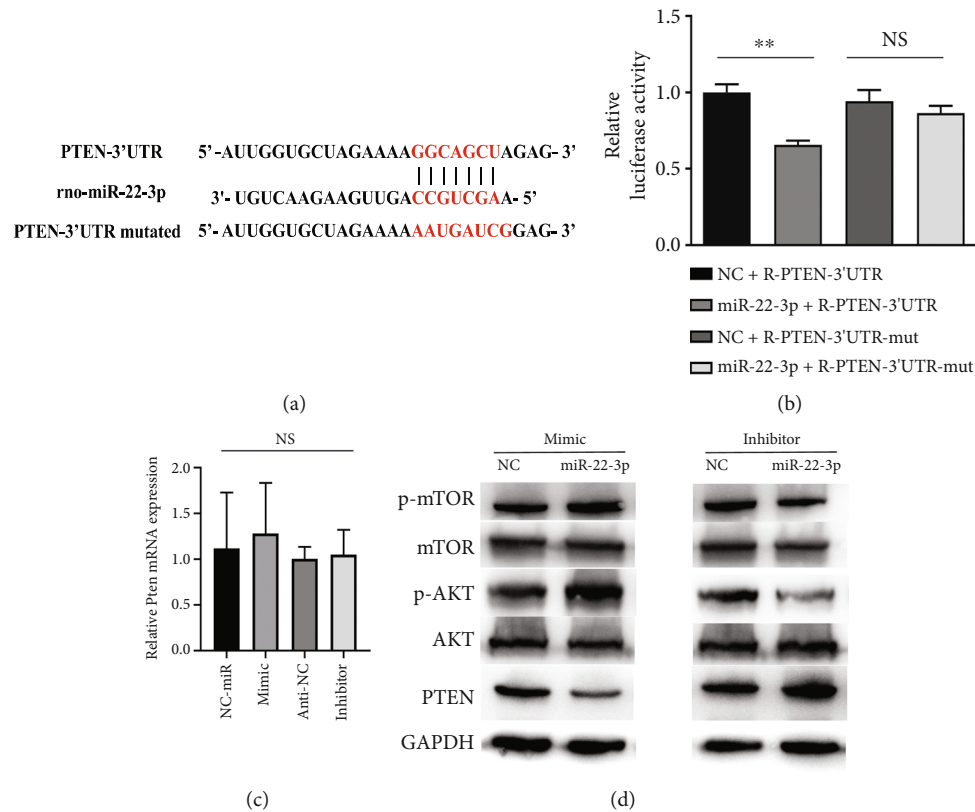 PTEN-3'UTR 5'-AUUGGUGCUAGAAAAGGCAGCUAGAG-3'
rno-miR-22-3p 3'-UGUCAAGAAGUUGACCGUCGAA-5'
PTEN-3'UTR mutated 5'-AUUGGUGCUAGAAAAAAUGAUCGGAG-3'
(a)
Relative
luciferase activity
1.5
1.0
0.5
0.0
**
NS
NC + R-PTEN-3'UTR
miR-22-3p + R-PTEN-3'UTR
NC + R-PTEN-3'UTR-mut
miR-22-3p + R-PTEN-3'UTR-mut
(b)
Relative Pten mRNA expression
2.0
1.5
1.0
0.5
0.0
NS
NC-miR
Mimic
Anti-NC
Inhibitor
(c)
Mimic
Inhibitor
NC miR-22-3p
NC miR-22-3p
p-mTOR
mTOR
p-AKT
AKT
PTEN
GAPDH
(d)